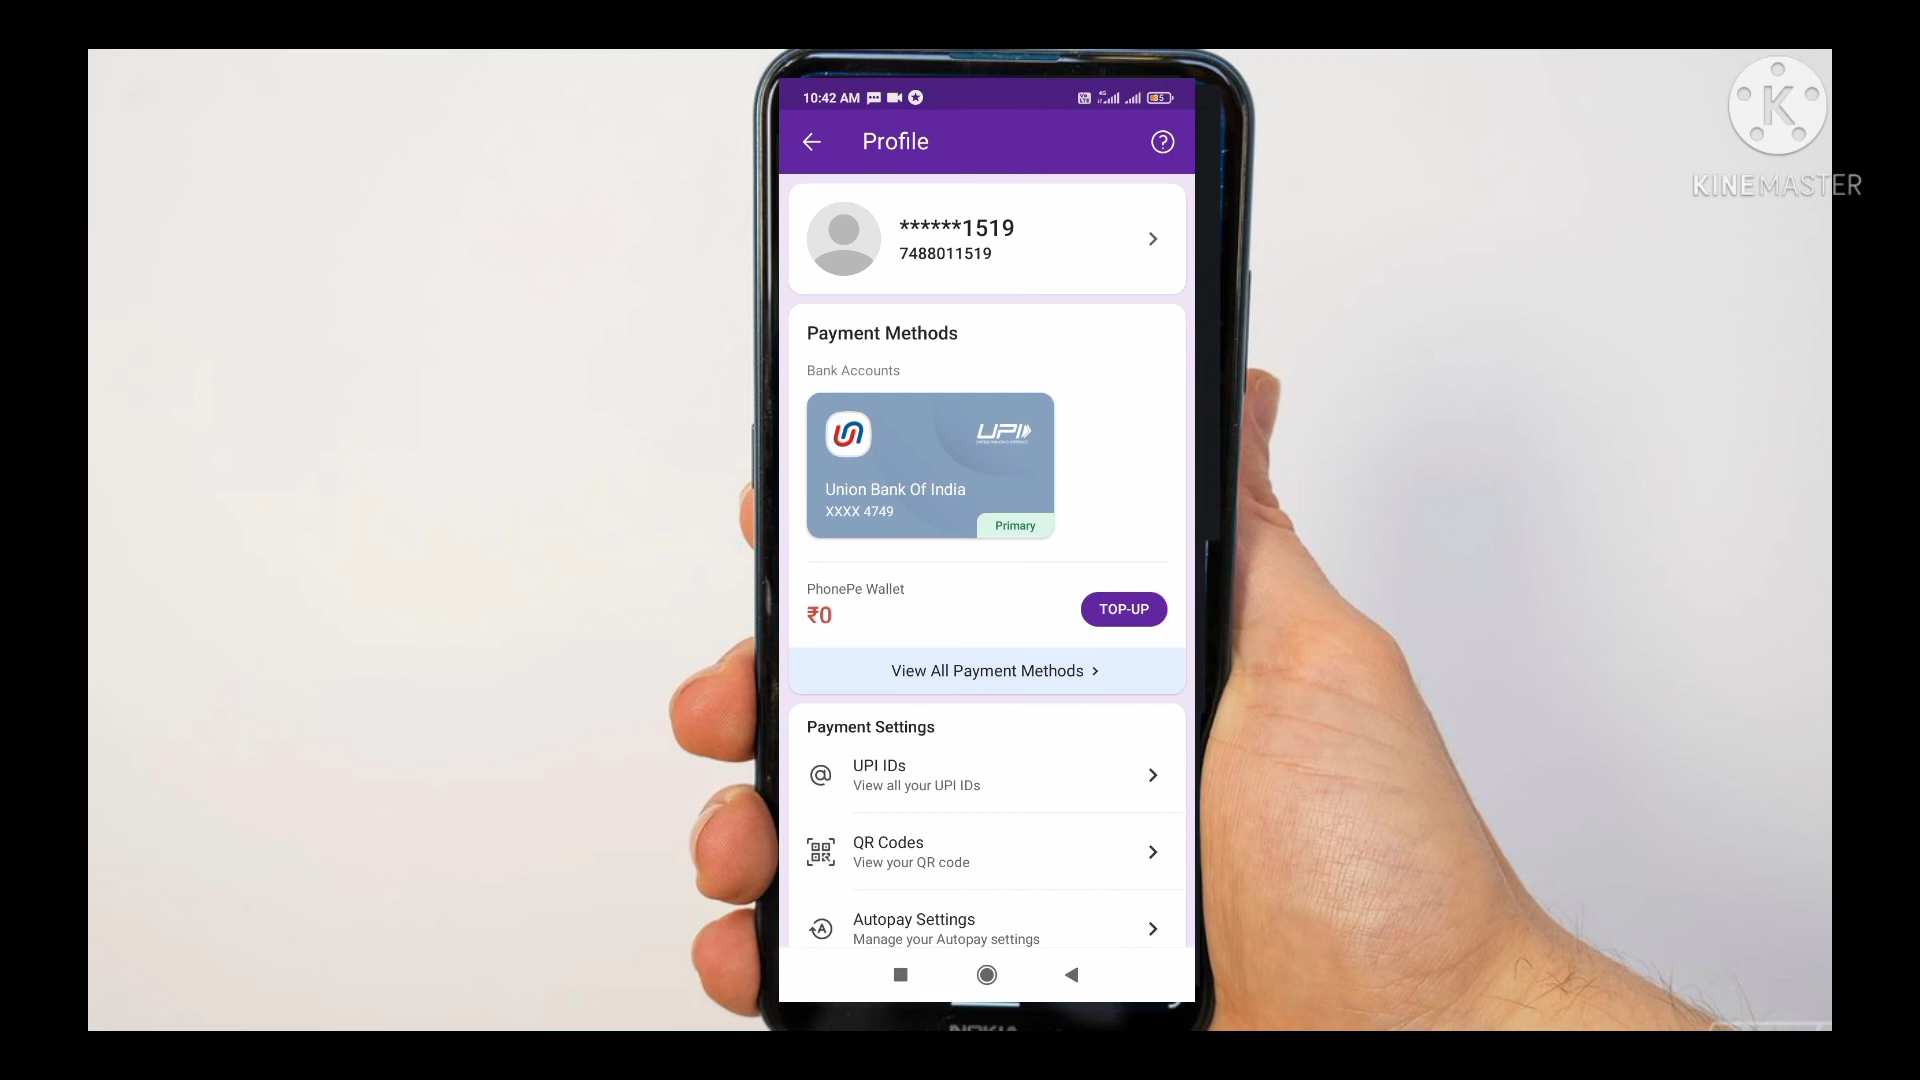 10:42 AM
4G
35
Profile
******1519
7488011519
Payment Methods
Bank Accounts
UPI
Union Bank Of India
XXXX 4749
Primary
PhonePe Wallet
₹0
TOP-UP
View All Payment Methods
Payment Settings
UPI IDs
View all your UPI IDs
QR Codes
View your QR code
Autopay Settings
Manage your Autopay settings
NOKIA
K
KINEMASTER